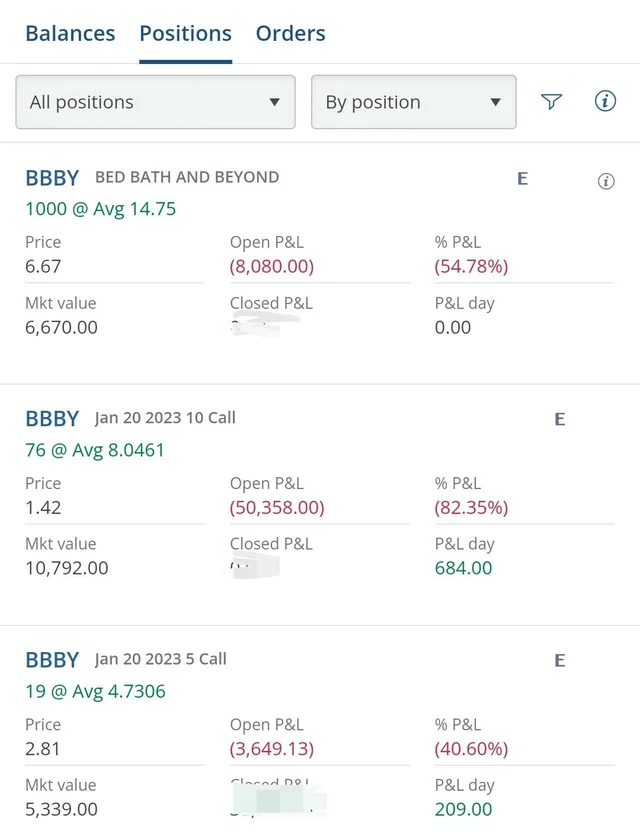 Balances Positions Orders
All positions By position
BBBY BED BATH AND BEYOND E
1000 @ Avg 14.75
Price Open P&L % P&L
6.67 (8,080.00) (54.78%)
Mkt value Closed P&L P&L day
6,670.00 0.00
BBBY Jan 20 2023 10 Call E
76 @ Avg 8.0461
Price Open P&L % P&L
1.42 (50,358.00) (82.35%)
Mkt value Closed P&L P&L day
10,792.00 684.00
BBBY Jan 20 2023 5 Call E
19 @ Avg 4.7306
Price Open P&L % P&L
2.81 (3,649.13) (40.60%)
Mkt value Closed P&L P&L day
5,339.00 209.00